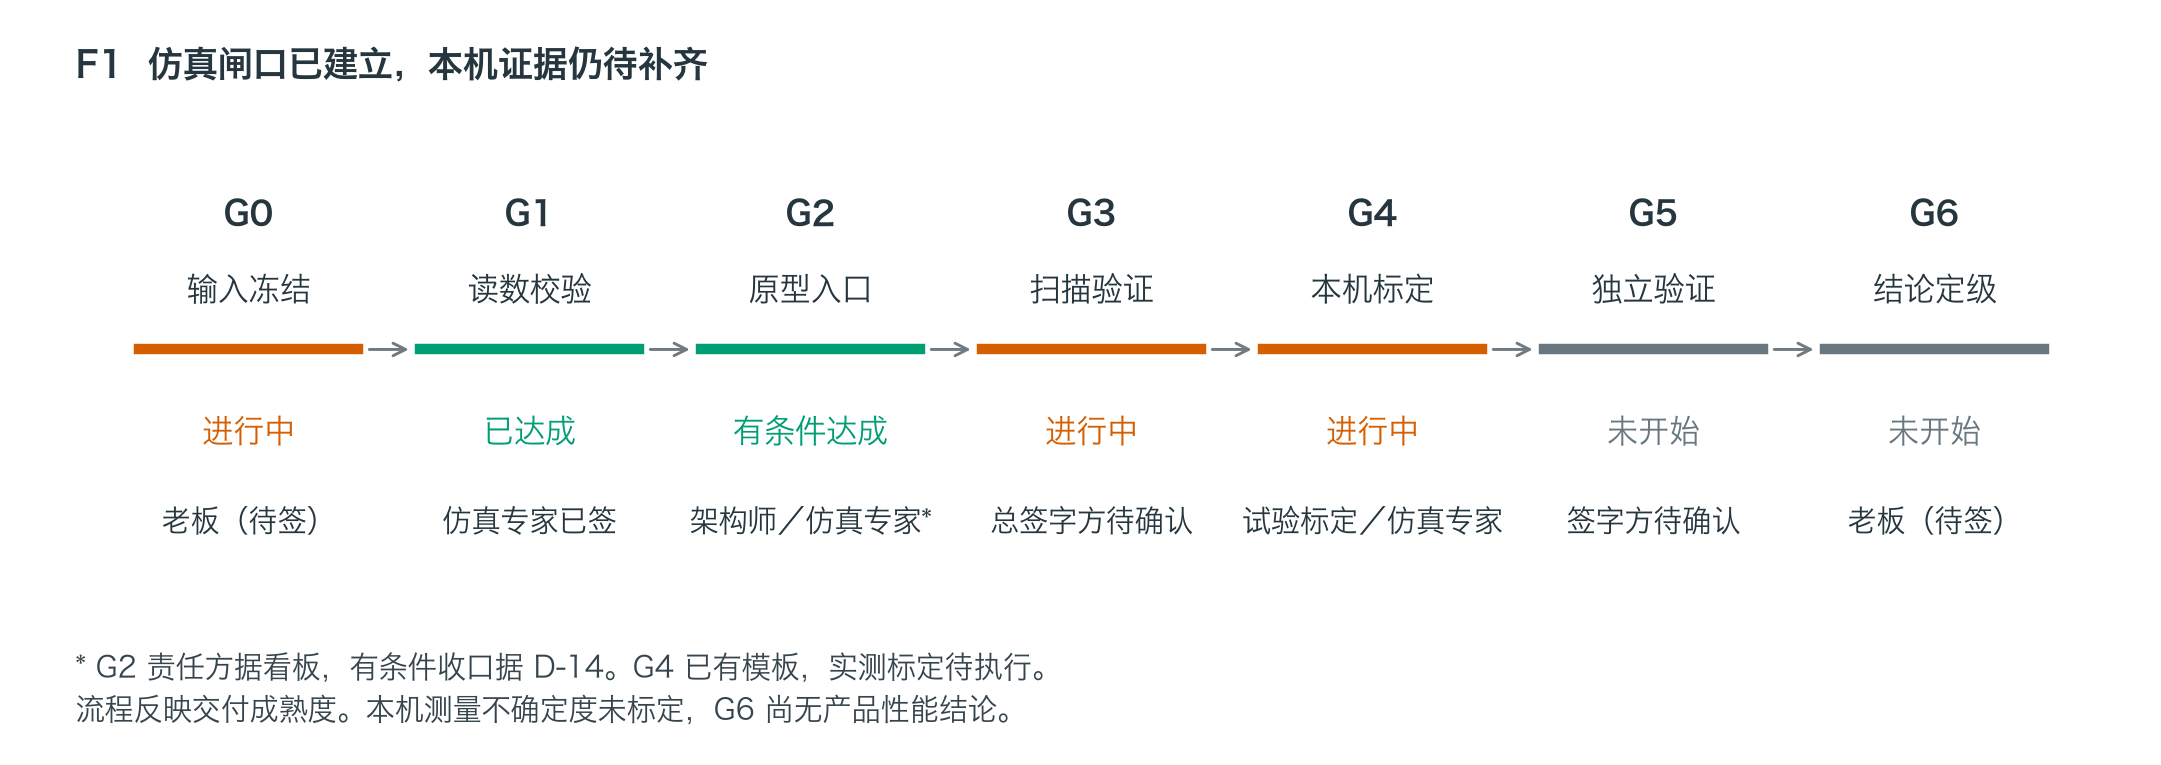 F1 仿真闸口已建立，本机证据仍待补齐
G0 G1 G2 G3 G4 G5 G6
输入冻结 读数校验 原型入口 扫描验证 本机标定 独立验证 结论定级
进行中 已达成 有条件达成 进行中 进行中 未开始 未开始
老板（待签） 仿真专家已签 架构师／仿真专家* 总签字方待确认 试验标定／仿真专家 签字方待确认 老板（待签）
* G2 责任方据看板，有条件收口据 D-14。G4 已有模板，实测标定待执行。
流程反映交付成熟度。本机测量不确定度未标定，G6 尚无产品性能结论。